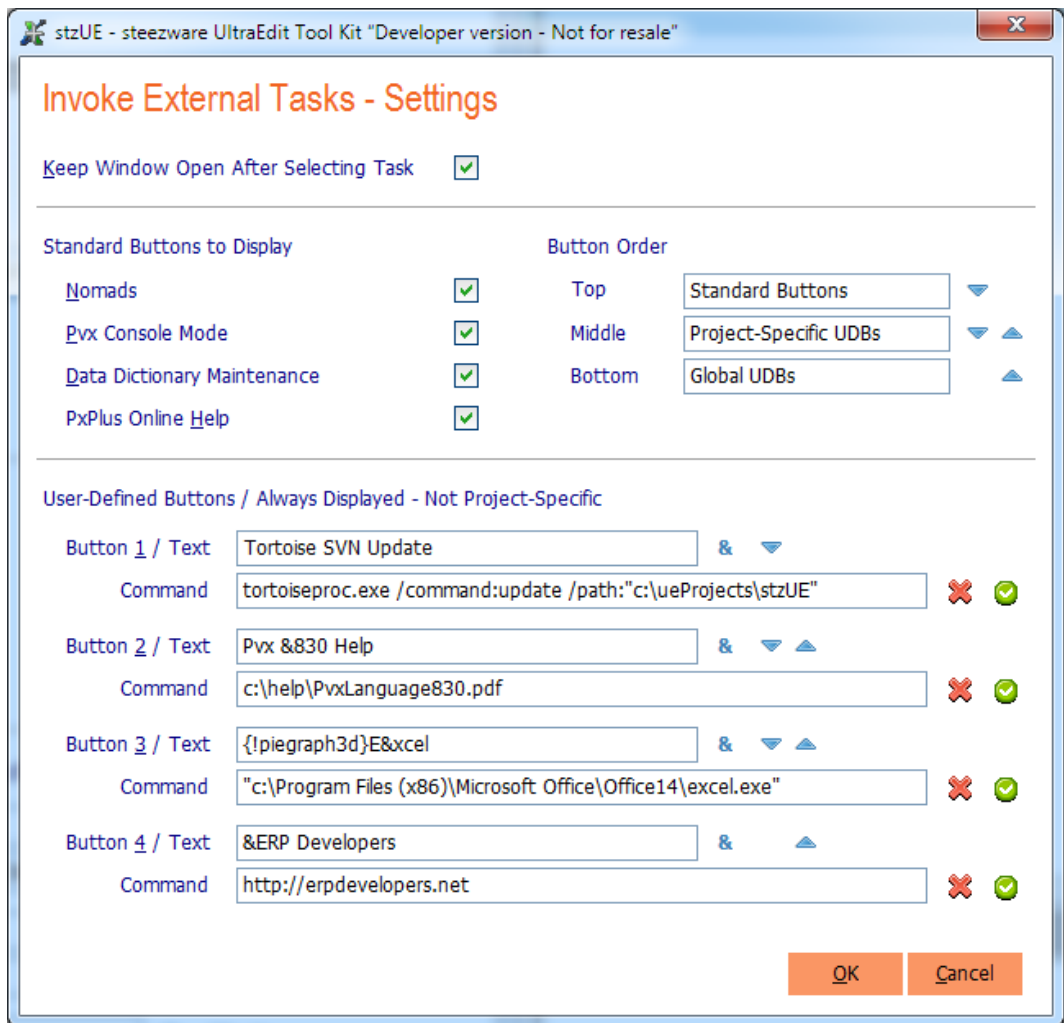 stzUE - steezware UltraEdit Tool Kit "Developer version - Not for resale"
Invoke External Tasks - Settings
Keep Window Open After Selecting Task
Standard Buttons to Display
Button Order
Nomads
Top
Standard Buttons
Pvx Console Mode
Middle
Project-Specific UDBs
Data Dictionary Maintenance
Bottom
Global UDBs
PxPlus Online Help
User-Defined Buttons / Always Displayed - Not Project-Specific
Button 1 / Text
Tortoise SVN Update
&
Command
tortoiseproc.exe /command:update /path:"c:\ueProjects\stzUE"
Button 2 / Text
Pvx &830 Help
&
Command
c:\help\PvxLanguage830.pdf
Button 3 / Text
{!piegraph3d}E&xcel
&
Command
"c:\Program Files (x86)\Microsoft Office\Office14\excel.exe"
Button 4 / Text
&ERP Developers
&
Command
http://erpdevelopers.net
OK
Cancel